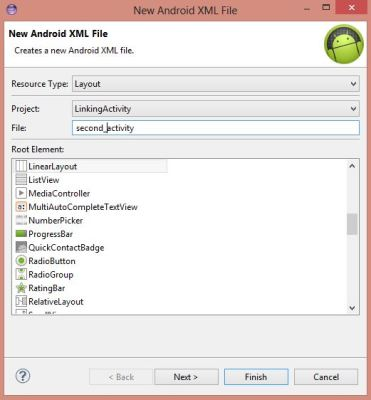 New Android XML File
New Android XML File
Creates a new Android XML file.
Resource Type: Layout
Project: LinkingActivity
File: second_activity
Root Element:
LinearLayout
ListView
MediaController
MultiAutoCompleteTextView
NumberPicker
ProgressBar
QuickContactBadge
RadioButton
RadioGroup
RatingBar
RelativeLayout
? < Back Next > Finish Cancel